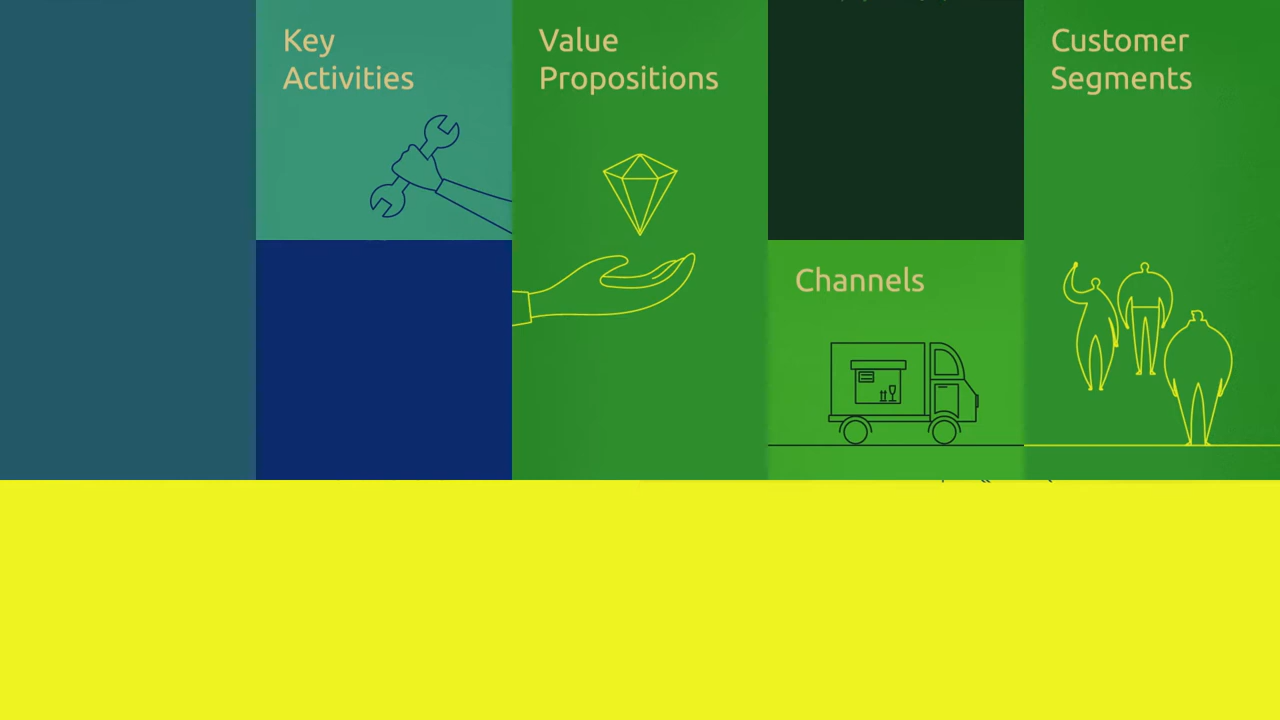 Key
Activities
Value
Propositions
Channels
Customer
Segments